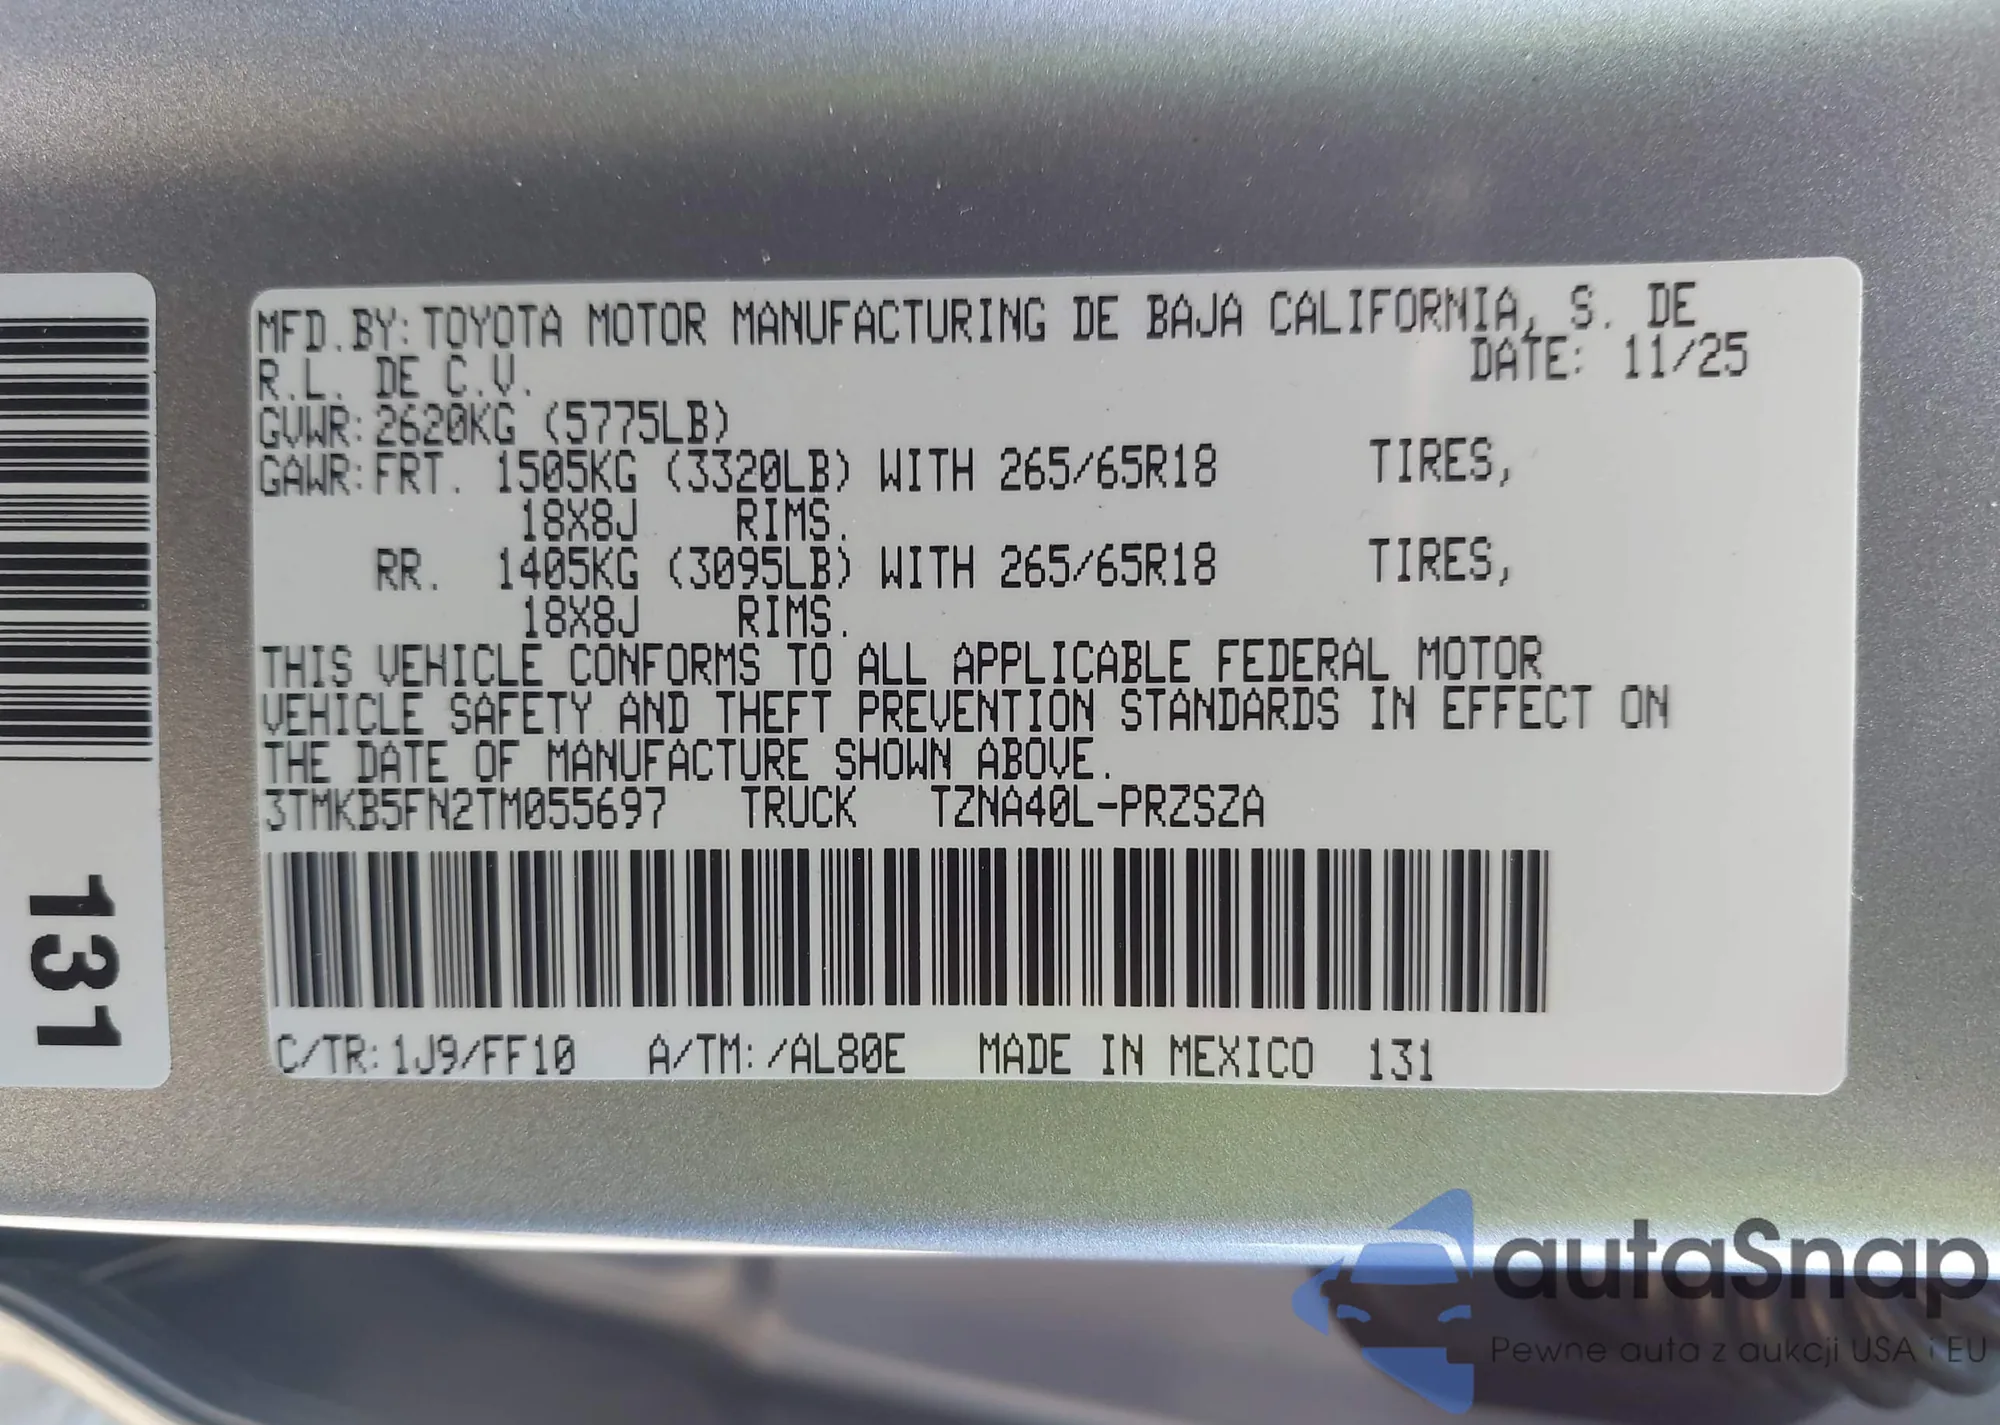 MFD.BY: TOYOTA MOTOR MANUFACTURING DE BAJA CALIFORNIA, S. DE
R.L. DE C.V. DATE: 11/25
GVWR: 2620KG (5775LB)
GAWR: FRT. 1505KG (3320LB) WITH 265/65R18 TIRES,
18X8J RIMS.
RR. 1405KG (3095LB) WITH 265/65R18 TIRES,
18X8J RIMS.
THIS VEHICLE CONFORMS TO ALL APPLICABLE FEDERAL MOTOR
VEHICLE SAFETY AND THEFT PREVENTION STANDARDS IN EFFECT ON
THE DATE OF MANUFACTURE SHOWN ABOVE.
3TMKB5FN2TM055697 TRUCK TZNA40L-PRZSZA
C/TR: 1J9/FF10 A/TM: /AL80E MADE IN MEXICO 131
131
autaSnap
Pewne auta z aukcji USA i EU